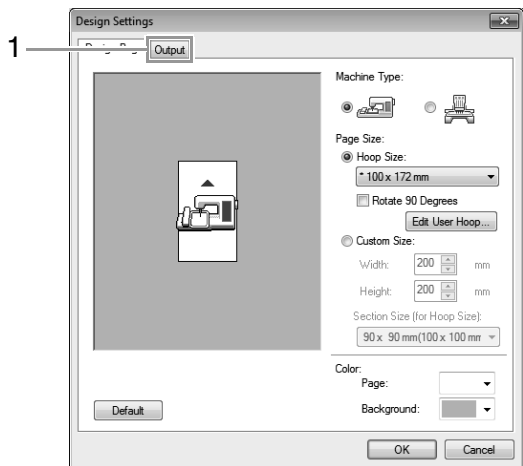 Design Settings
1
Output
Machine Type:
Page Size:
Hoop Size:
* 100 x 172 mm
Rotate 90 Degrees
Edit User Hoop...
Custom Size:
Width: 200 mm
Height: 200 mm
Section Size (for Hoop Size):
90 x 90 mm(100 x 100 mm
Color:
Page:
Background:
Default
OK Cancel